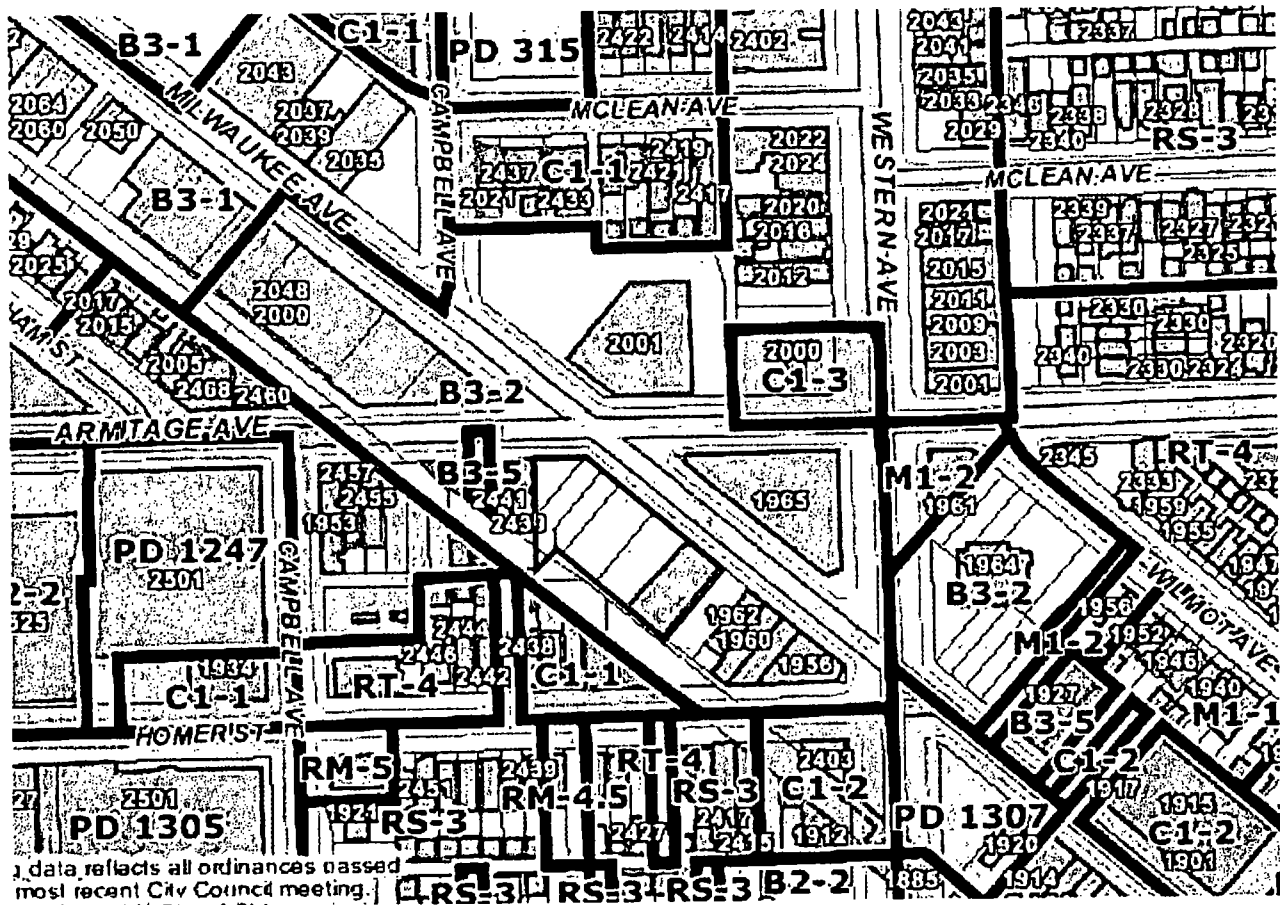 B3-1
C1-1
PD 315
2422
2414
2402
2043
2041
2035
2033
2029
2337
2346
2338
2340
2328
RS-3
2043
2037
2039
2035
2064
2060
2050
MILWAUKEE AVE
CAMPBELL AVE
MCLEAN AVE
WESTERN AVE
MCLEAN AVE
2437
C1-1
2419
2421
2417
2021
2433
2022
2024
2020
2016
2012
2021
2017
2015
2011
2009
2003
2001
2339
2337
2327
2325
B3-1
2025
2017
2015
2005
2468
2460
2048
2000
2001
2000
C1-3
2330
2330
2340
2320
2330
2324
HAM ST
B3-2
ARMITAGE AVE
B3-5
2441
2457
2455
1953
1965
M1-2
1961
2345
RT-4
2333
1959
1955
1947
PD 1247
2501
CAMPBELL AVE
2-2
1964
B3-2
WILMOT AVE
1956
1952
1946
1940
M1-2
M1-1
1962
1960
1956
2446
2442
2438
C1-1
1934
C1-1
RT-4
1927
B3-5
C1-2
1917
1915
C1-2
1901
HOMER ST
RM-5
1921
2451
RS-3
RM-4.5
RT-4
2427
RS-3
2417
2403
C1-2
1912
PD 1307
1920
1914
885
2501
PD 1305
data reflects all ordinances passed
most recent City Council meeting.]
RS-3
RS-3
RS-3
B2-2